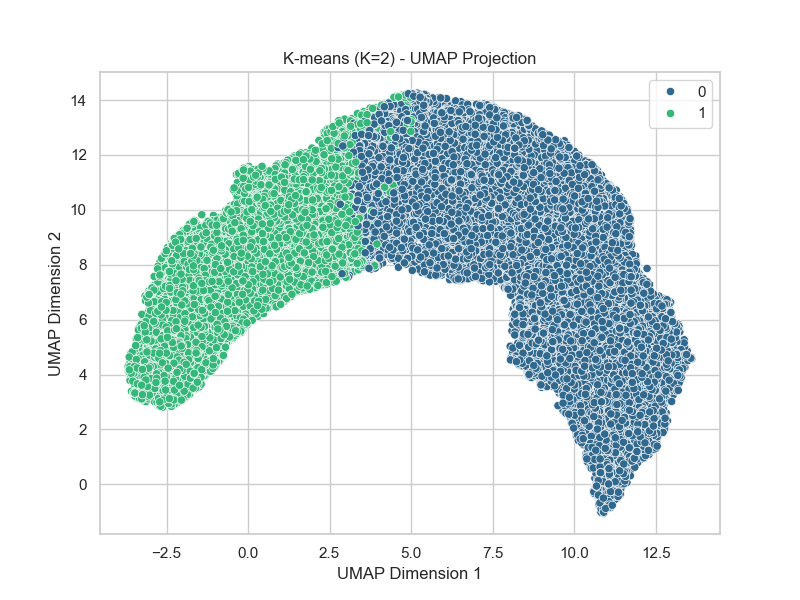 K-means (K=2) - UMAP Projection
0
1
14
12
10
8
6
4
2
0
UMAP Dimension 2
−2.5 0.0 2.5 5.0 7.5 10.0 12.5
UMAP Dimension 1